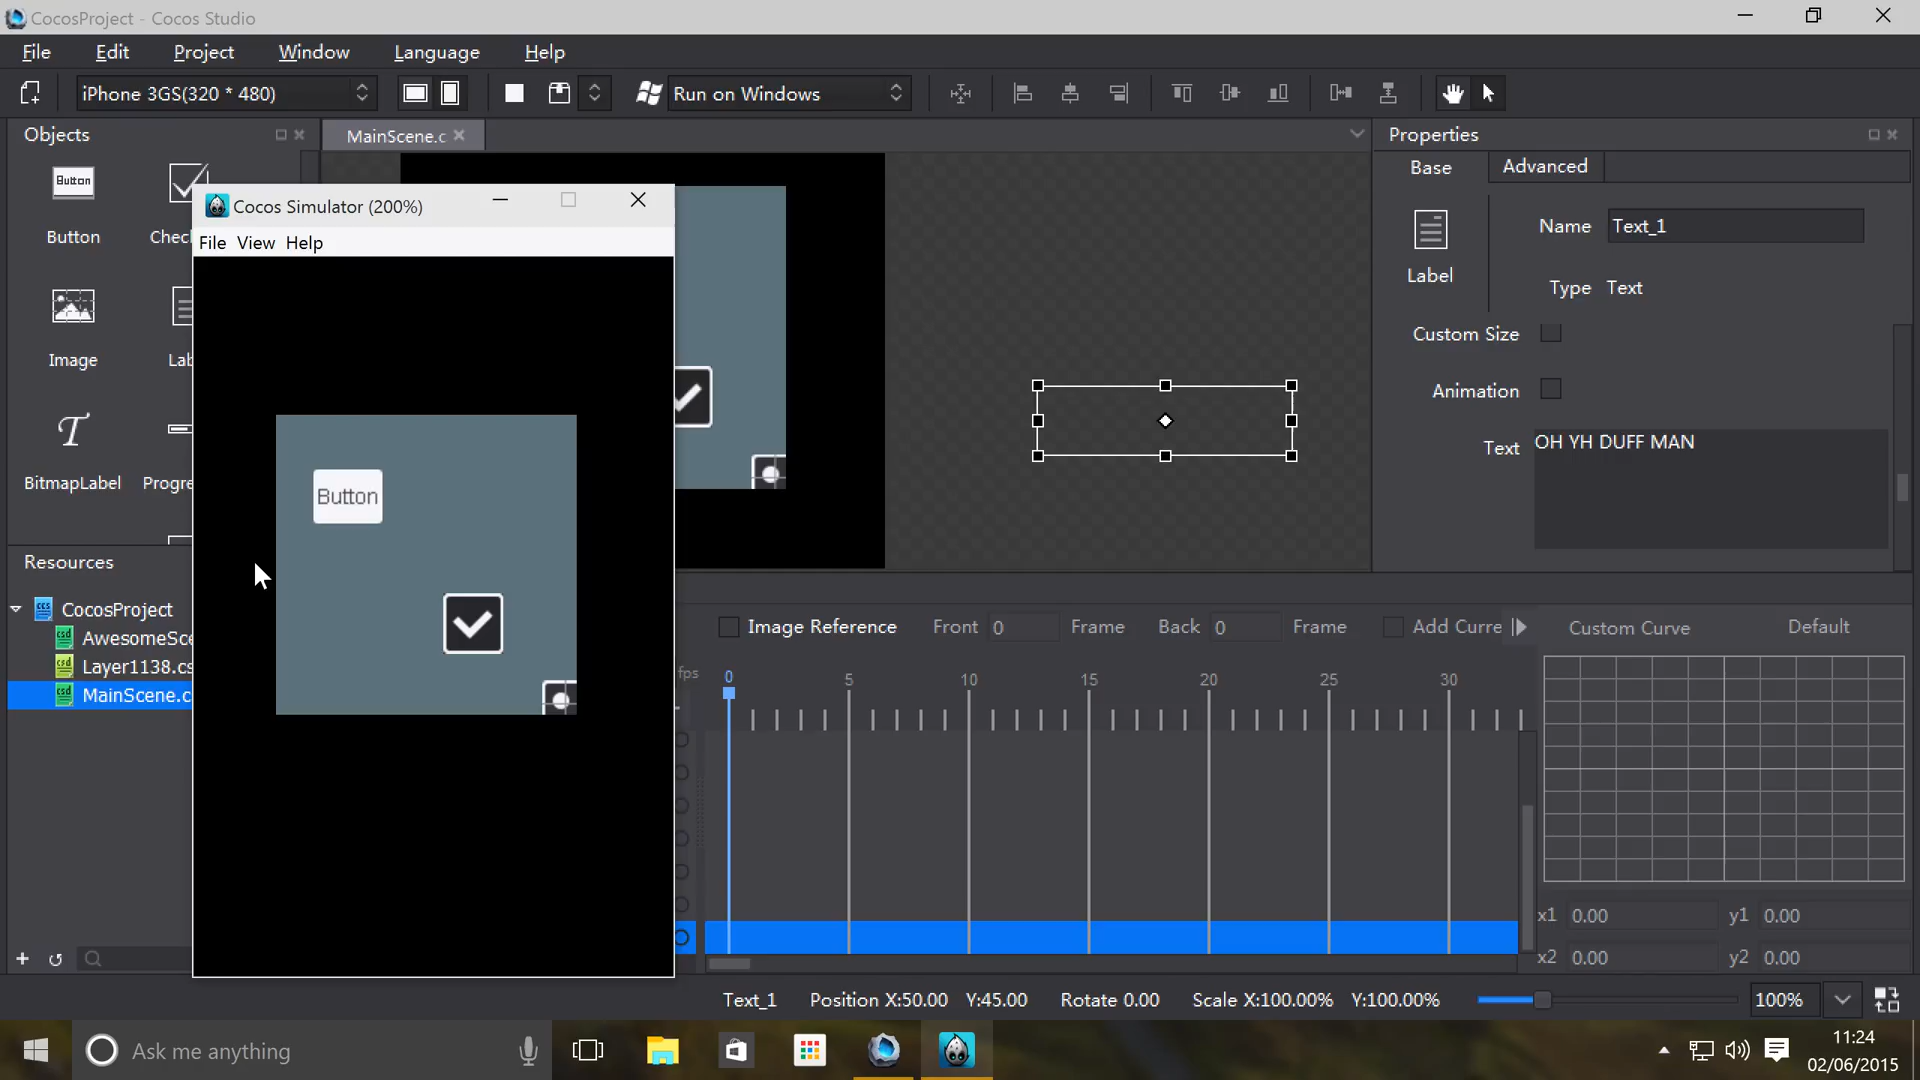 CocosProject - Cocos Studio
File Edit Project Window Language Help
iPhone 3GS(320 * 480)
Run on Windows
Objects
MainScene.c
Properties
Base
Advanced
Button
Button
Chec
Label
Name
Text_1
Type
Text
Image
Lab
BitmapLabel
Progre
Custom Size
Animation
Text
OH YH DUFF MAN
Cocos Simulator (200%)
File View Help
Button
Resources
CocosProject
AwesomeSce
Layer1138.cs
MainScene.c
Image Reference
Front
0
Frame
Back
0
Frame
Add Curre
Custom Curve
Default
fps
0 5 10 15 20 25 30
x1 0.00 y1 0.00
x2 0.00 y2 0.00
Text_1 Position X:50.00 Y:45.00 Rotate 0.00 Scale X:100.00% Y:100.00%
100%
Ask me anything
11:24
02/06/2015